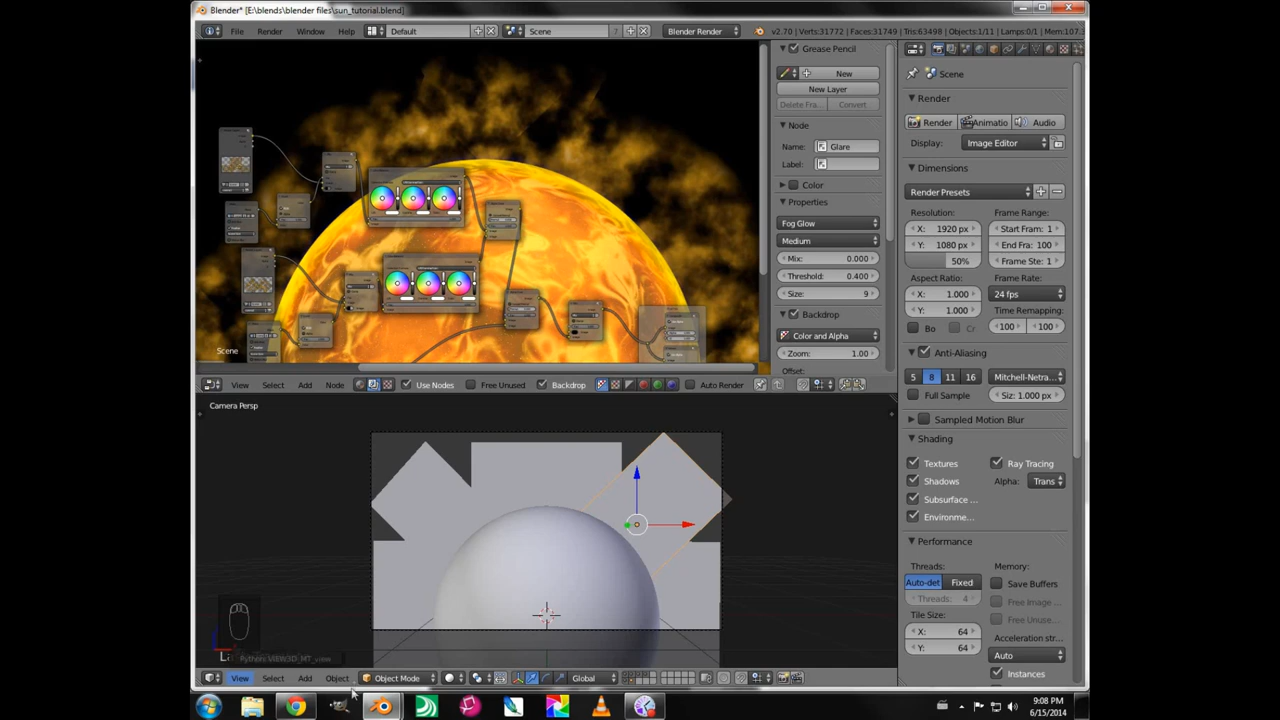 Blender* [E:\blends\blender files\sun_tutorial.blend]
File Render Window Help Default Scene 7 Blender Render v2.70 | Verts:31772 | Faces:31749 | Tris:63498 | Objects:1/11 | Lamps:0/1 | Mem:107.
Grease Pencil
New
New Layer
Delete Fra... Convert
Node
Name: Glare
Label:
Color
Properties
Fog Glow
Medium
Mix: 0.000
Threshold: 0.400
Size: 9
Backdrop
Color and Alpha
Zoom: 1.00
Offset:
Scene
View Select Add Node Use Nodes Free Unused Backdrop Auto Render
Camera Persp
Python: VIEW3D_MT_view
View Select Add Object Object Mode Global
Scene
Render
Render Animatio Audio
Display: Image Editor
Dimensions
Render Presets
Resolution: Frame Range:
X: 1920 px Start Fram: 1
Y: 1080 px End Fra: 100
50% Frame Ste: 1
Aspect Ratio: Frame Rate:
X: 1.000 24 fps
Y: 1.000 Time Remapping:
Bo Cr 100 100
Anti-Aliasing
5 8 11 16 Mitchell-Netra...
Full Sample Siz: 1.000 px
Sampled Motion Blur
Shading
Textures Ray Tracing
Shadows Alpha: Trans
Subsurface ...
Environme...
Performance
Threads: Memory:
Auto-det Fixed Save Buffers
Threads: 4 Free Image ...
Tile Size: Free Unuse...
X: 64 Acceleration str...
Y: 64 Auto
Instances
9:08 PM
6/15/2014